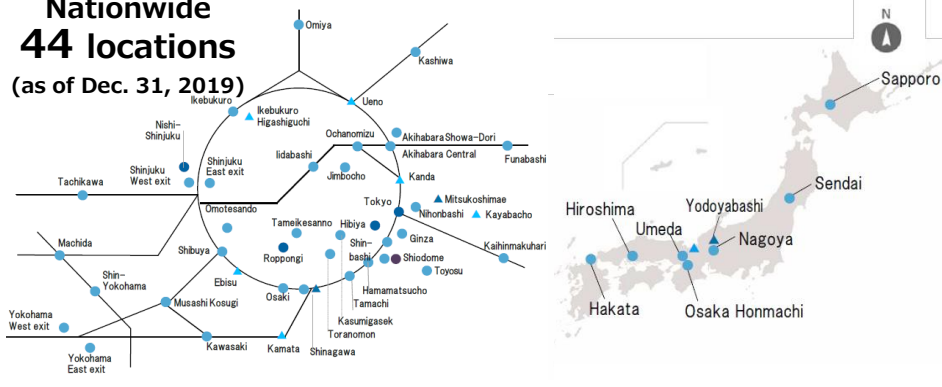 Nationwide
44 locations
(as of Dec. 31, 2019)
Omiya
Kashiwa
Ikebukuro
Ikebukuro
Higashiguchi
Ueno
Nishi-
Shinjuku
Ochanomizu
Akihabara Showa-Dori
Akihabara Central
Funabashi
Shinjuku
West exit
Shinjuku
East exit
Iidabashi
Jimbocho
Kanda
Tachikawa
Omotesando
Tameikesanno
Hibiya
Tokyo
Mitsukoshimae
Nihonbashi
Kayabacho
Machida
Shibuya
Roppongi
Shin-
bashi
Ginza
Shiodome
Toyosu
Kaihinmakuhari
Shin-
Yokohama
Ebisu
Osaki
Hamamatsucho
Tamachi
Musashi Kosugi
Kasumigasek
Toranomon
Yokohama
West exit
Yokohama
East exit
Kawasaki
Kamata
Shinagawa
N
Sapporo
Sendai
Yodoyabashi
Hiroshima
Umeda
Nagoya
Hakata
Osaka Honmachi